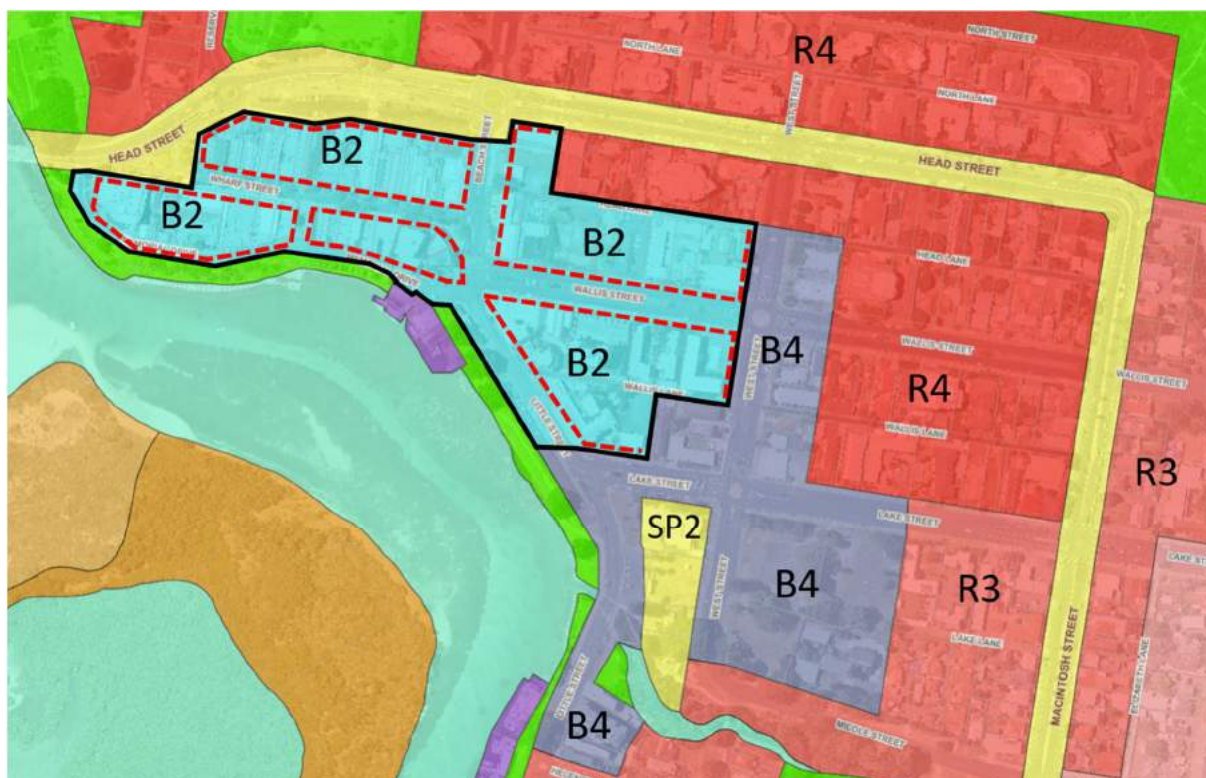 R4
NORTH STREET
NORTH LANE
NORTH LANE
WEST STREET
HEAD STREET
BEACH STREET
B2
HEAD STREET
WHARF STREET
B2
B2
HEAD LANE
WALLIS STREET
B4
WEST STREET
WALLIS STREET
WALLIS STREET
R4
B2
WALLIS LANE
WALLIS LANE
LITTLE STREET
R3
LAKE STREET
LAKE STREET
SP2
B4
WEST STREET
R3
LAKE LANE
MACINTOSH STREET
ELIZABETH LANE
LITTLE STREET
B4
MIDDLE STREET